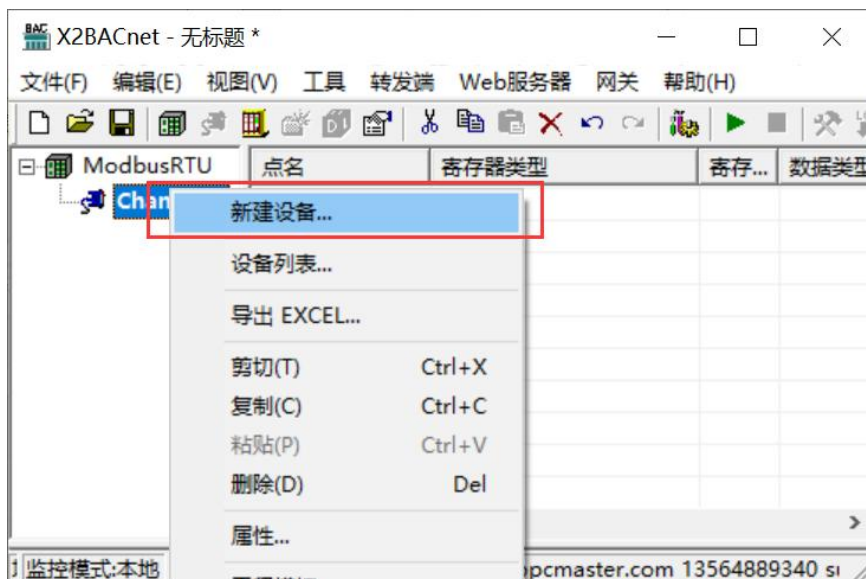 BAC
X2BACnet - 无标题 *
文件(F) 编辑(E) 视图(V) 工具 转发端 Web服务器 网关 帮助(H)
ModbusRTU 点名 寄存器类型 寄存... 数据类型
Chan
新建设备...
设备列表...
导出 EXCEL...
剪切(T) Ctrl+X
复制(C) Ctrl+C
粘贴(P) Ctrl+V
删除(D) Del
属性...
监控模式:本地 pcmaster.com 13564889340